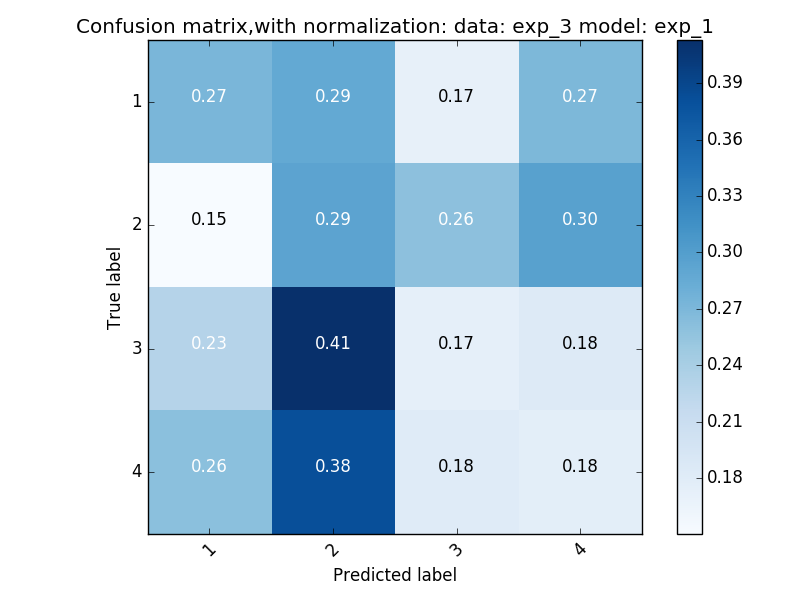 Confusion matrix,with normalization: data: exp_3 model: exp_1
1 0.27 0.29 0.17 0.27
2 0.15 0.29 0.26 0.30
3 0.23 0.41 0.17 0.18
4 0.26 0.38 0.18 0.18
1 2 3 4
True label
Predicted label
0.39
0.36
0.33
0.30
0.27
0.24
0.21
0.18